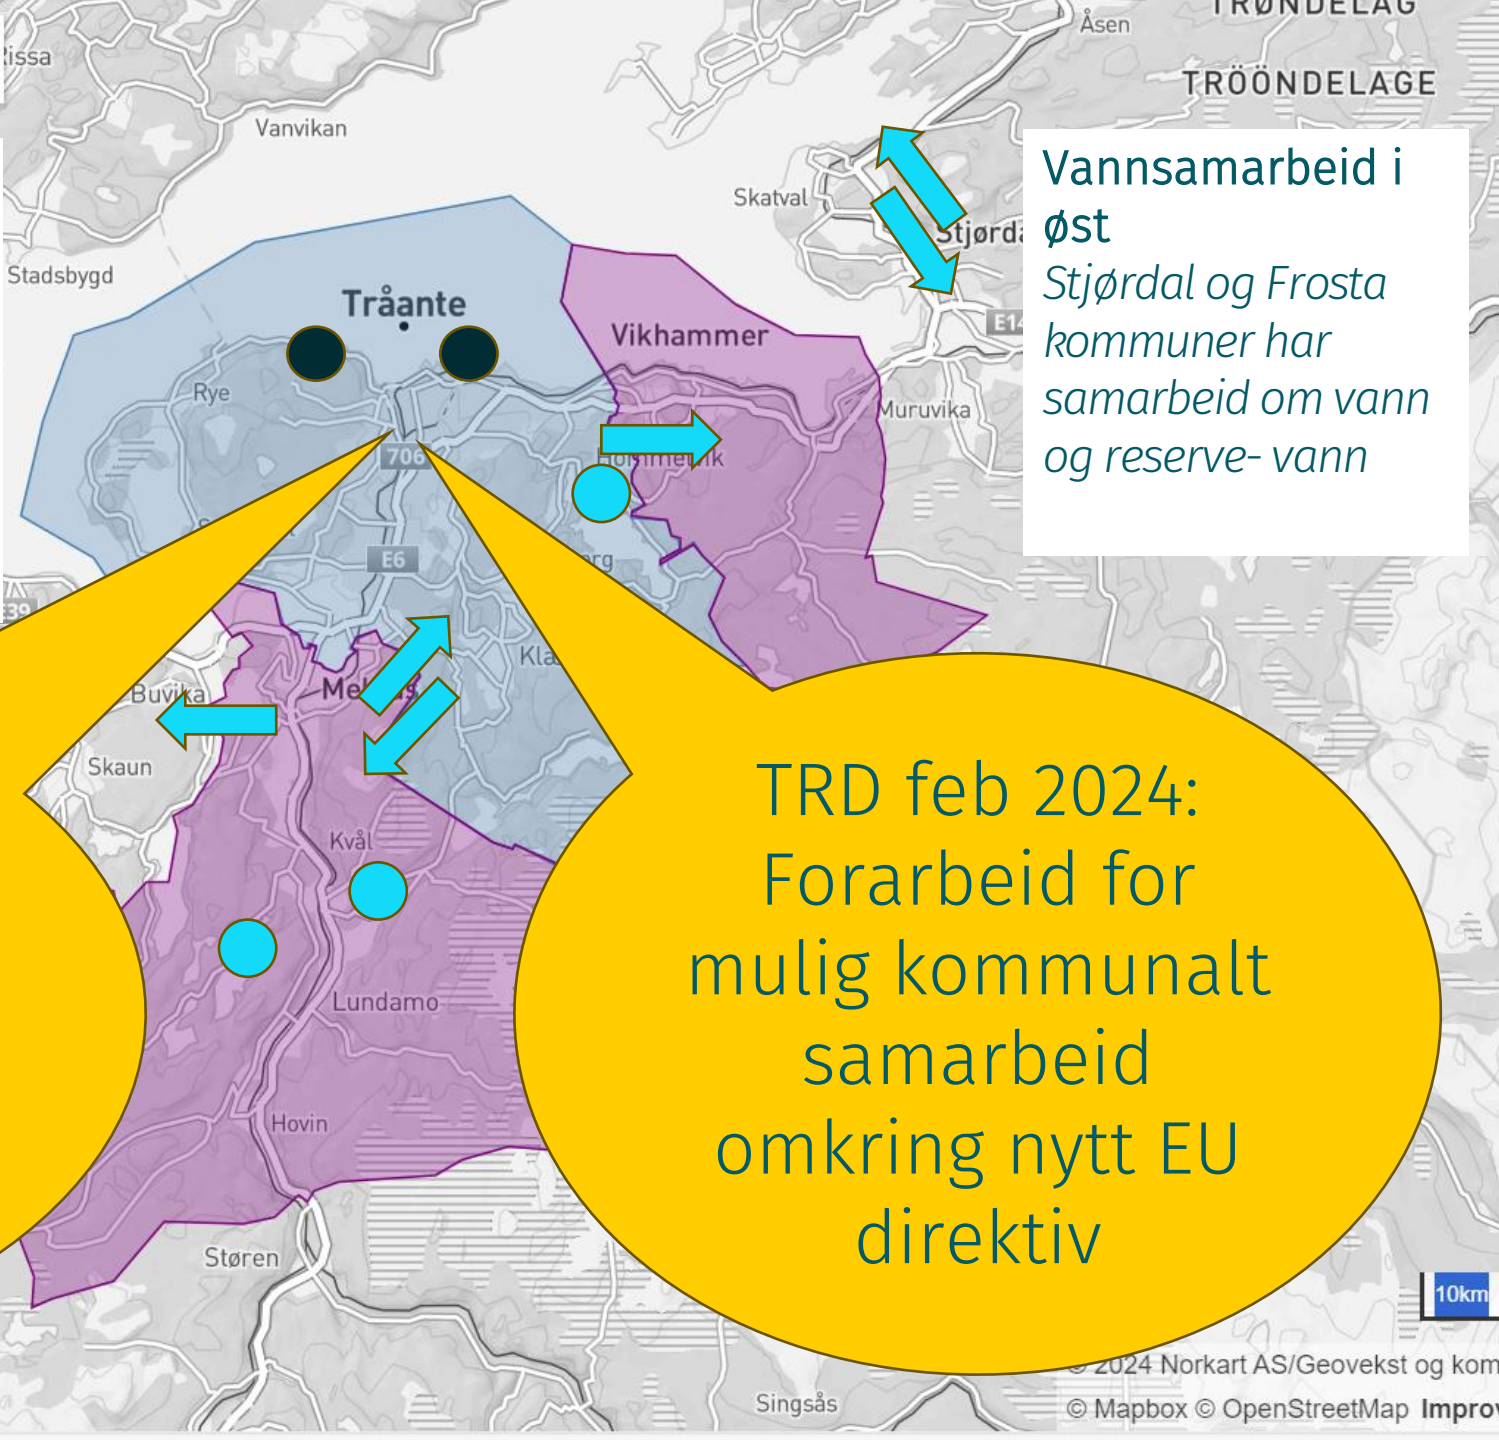 TRØNDELAG
Åsen
TRÖÖNDELAGE
Vanvikan
Vannsamarbeid i
øst
Stjørdal og Frosta
kommuner har
samarbeid om vann
og reserve- vann
Skatval
Stadsbygd
Tråante
Vikhammer
E14
Rye
Muruvika
706
E6
E39
Buvika
Skaun
Kvål
Lundamo
Hovin
Støren
Singsås
TRD feb 2024:
Forarbeid for
mulig kommunalt
samarbeid
omkring nytt EU
direktiv
10km
© 2024 Norkart AS/Geovekst og kom
© Mapbox © OpenStreetMap Improv